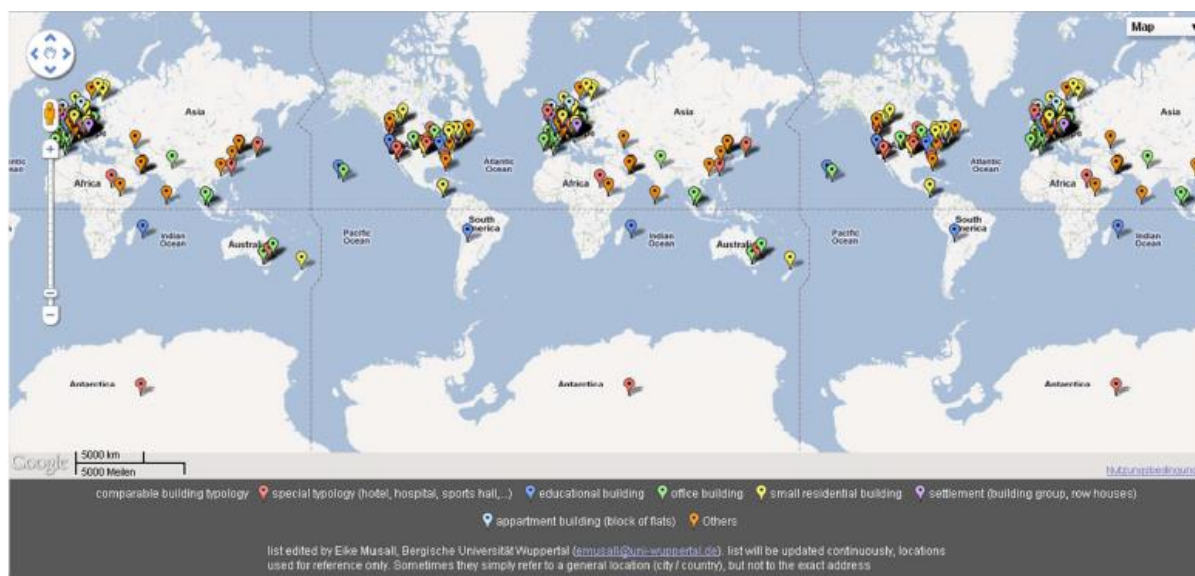 Map
Asia
Asia
Africa
Atlantic
Ocean
Africa
Atlantic
Ocean
Africa
Indian
Ocean
Australia
Pacific
Ocean
South
America
Indian
Ocean
Australia
Pacific
Ocean
South
America
Indian
Ocean
Antarctica
Antarctica
Antarctica
Google
5000 km
5000 Meilen
comparable building typology special typology (hotel, hospital, sports hall,...) educational building office building small residential building settlement (building group, row houses)
appartment building (block of flats) Others
list edited by Eike Musall, Bergische Universität Wuppertal (emusall@uni-wuppertal.de). list will be updated continuously, locations
used for reference only. Sometimes they simply refer to a general location (city / country), but not to the exact address